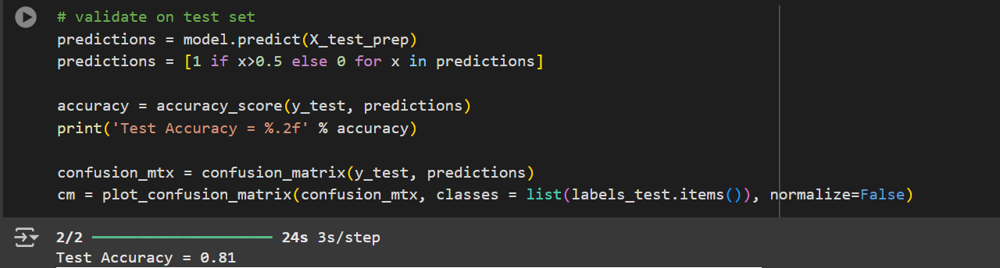 # validate on test set
predictions = model.predict(X_test_prep)
predictions = [1 if x>0.5 else 0 for x in predictions]
accuracy = accuracy_score(y_test, predictions)
print('Test Accuracy = %.2f' % accuracy)
confusion_mtx = confusion_matrix(y_test, predictions)
cm = plot_confusion_matrix(confusion_mtx, classes = list(labels_test.items()), normalize=False)
2/2 ━━━━━━━━━━━━━━━━━━━━ 24s 3s/step
Test Accuracy = 0.81